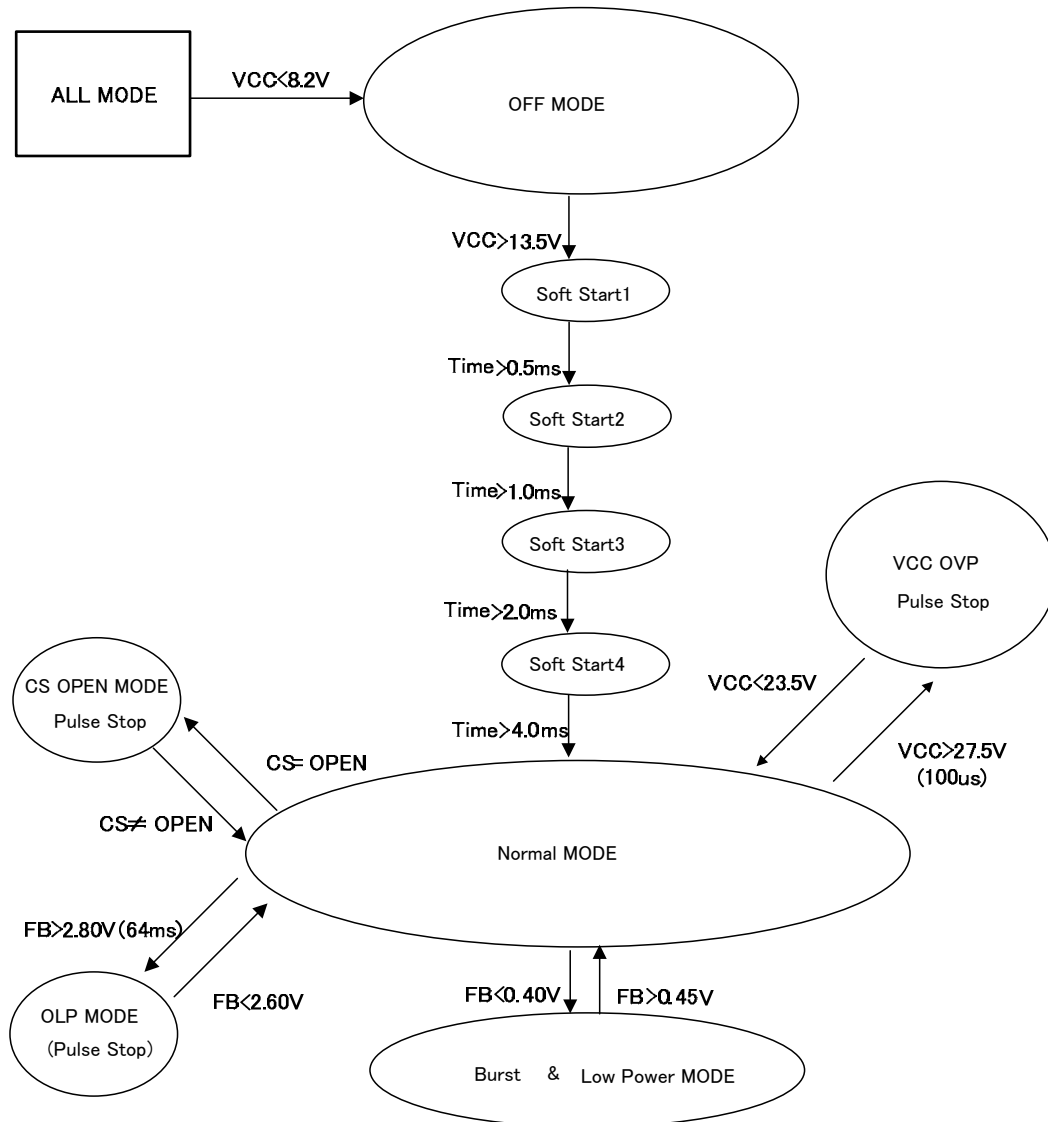 ALL MODE
VCC<8.2V
OFF MODE
VCC>13.5V
Soft Start1
Time>0.5ms
Soft Start2
Time>1.0ms
Soft Start3
VCC OVP
Pulse Stop
Time>2.0ms
Soft Start4
CS OPEN MODE
Pulse Stop
VCC<23.5V
Time>4.0ms
VCC>27.5V
(100us)
CS= OPEN
CS≠ OPEN
Normal MODE
FB>2.80V(64ms)
FB<2.60V
FB<0.40V
FB>0.45V
OLP MODE
(Pulse Stop)
Burst & Low Power MODE